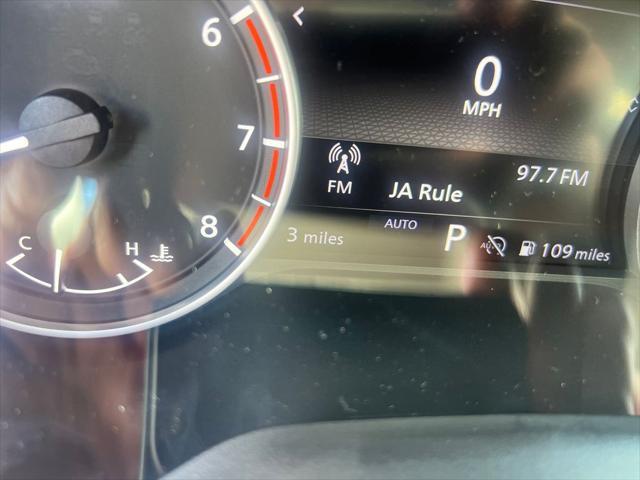 6
7
8
C H
<
0
MPH
FM
JA Rule
97.7 FM
3 miles
AUTO
P
109 miles